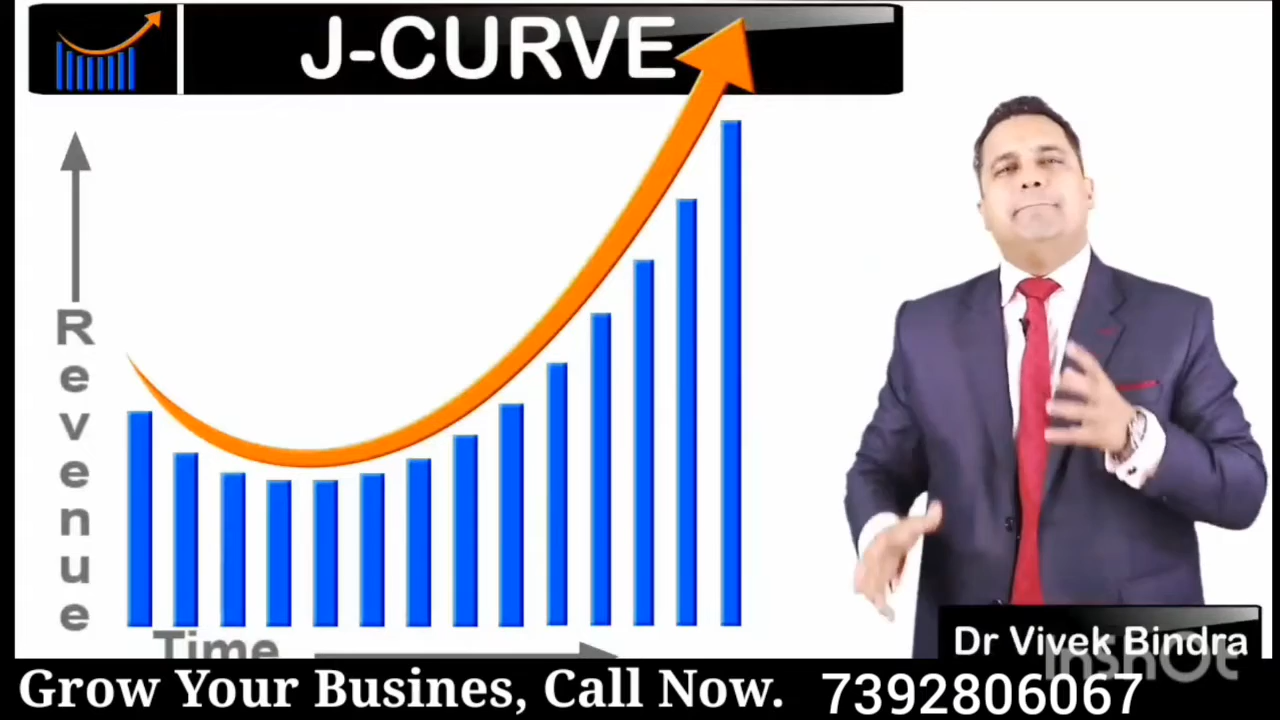 J-CURVE
Revenue
Time
Dr Vivek Bindra
InShOt
Grow Your Busines, Call Now. 7392806067